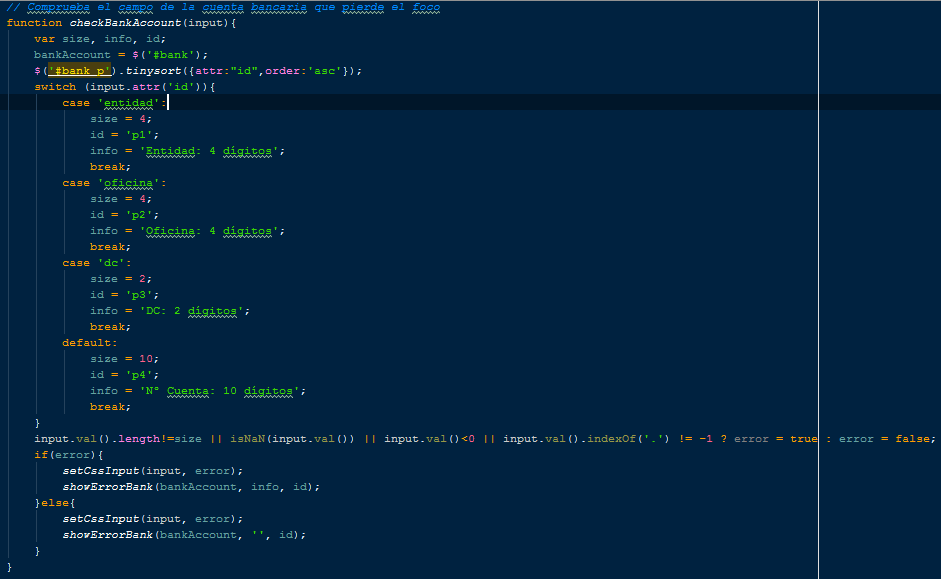 // Comprueba el campo de la cuenta bancaria que pierde el foco
function checkBankAccount(input){
var size, info, id;
bankAccount = $('#bank');
$('#bank p').tinysort({attr:"id",order:'asc'});
switch (input.attr('id')){
case 'entidad':
size = 4;
id = 'p1';
info = 'Entidad: 4 dígitos';
break;
case 'oficina':
size = 4;
id = 'p2';
info = 'Oficina: 4 dígitos';
break;
case 'dc':
size = 2;
id = 'p3';
info = 'DC: 2 dígitos';
break;
default:
size = 10;
id = 'p4';
info = 'Nº Cuenta: 10 dígitos';
break;
}
input.val().length!=size || isNaN(input.val()) || input.val()<0 || input.val().indexOf('.') != -1 ? error = true : error = false;
if(error){
setCssInput(input, error);
showErrorBank(bankAccount, info, id);
}else{
setCssInput(input, error);
showErrorBank(bankAccount, '', id);
}
}